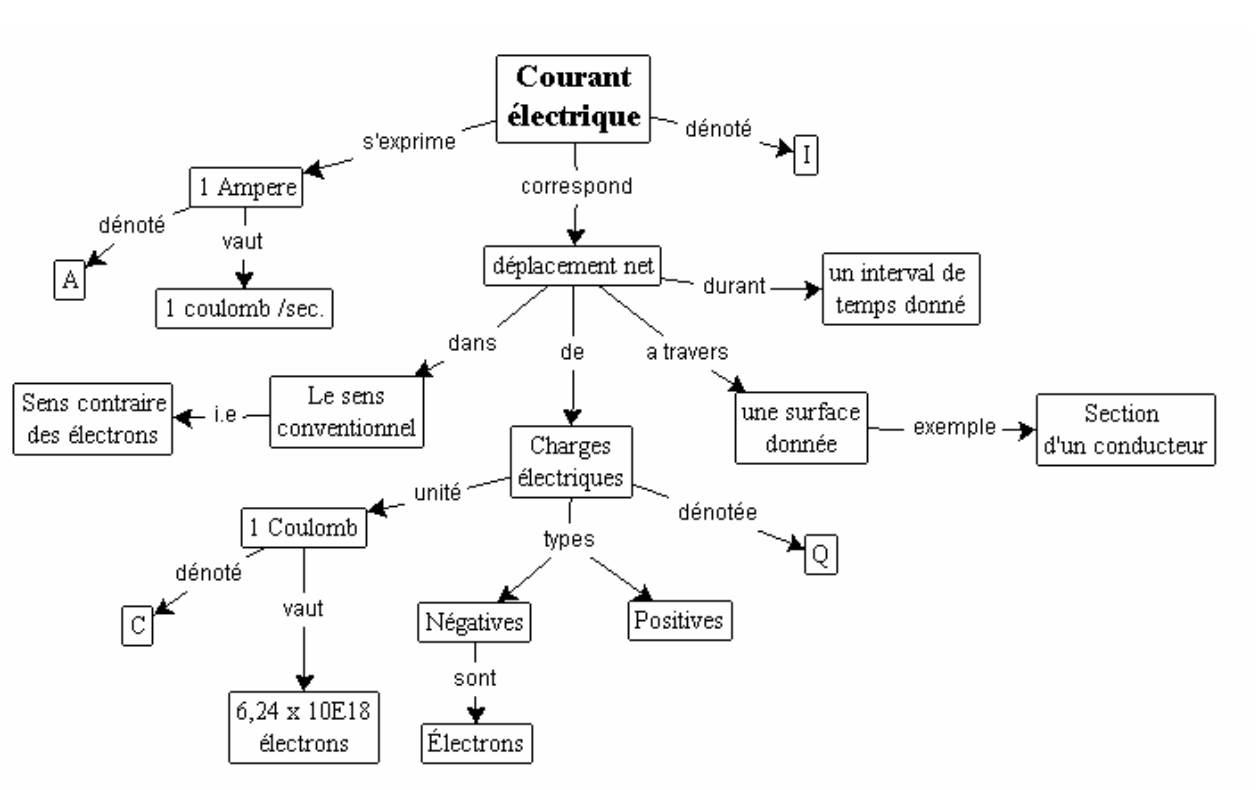 Courant
électrique
s'exprime
dénoté
I
1 Ampere
correspond
dénoté
vaut
A
déplacement net
durant
un interval de
temps donné
1 coulomb /sec.
dans
de
a travers
Sens contraire
des électrons
i.e
Le sens
conventionnel
une surface
donnée
exemple
Section
d'un conducteur
Charges
électriques
unité
dénotée
1 Coulomb
types
Q
dénoté
vaut
C
Négatives
Positives
sont
6,24 x 10E18
électrons
Électrons